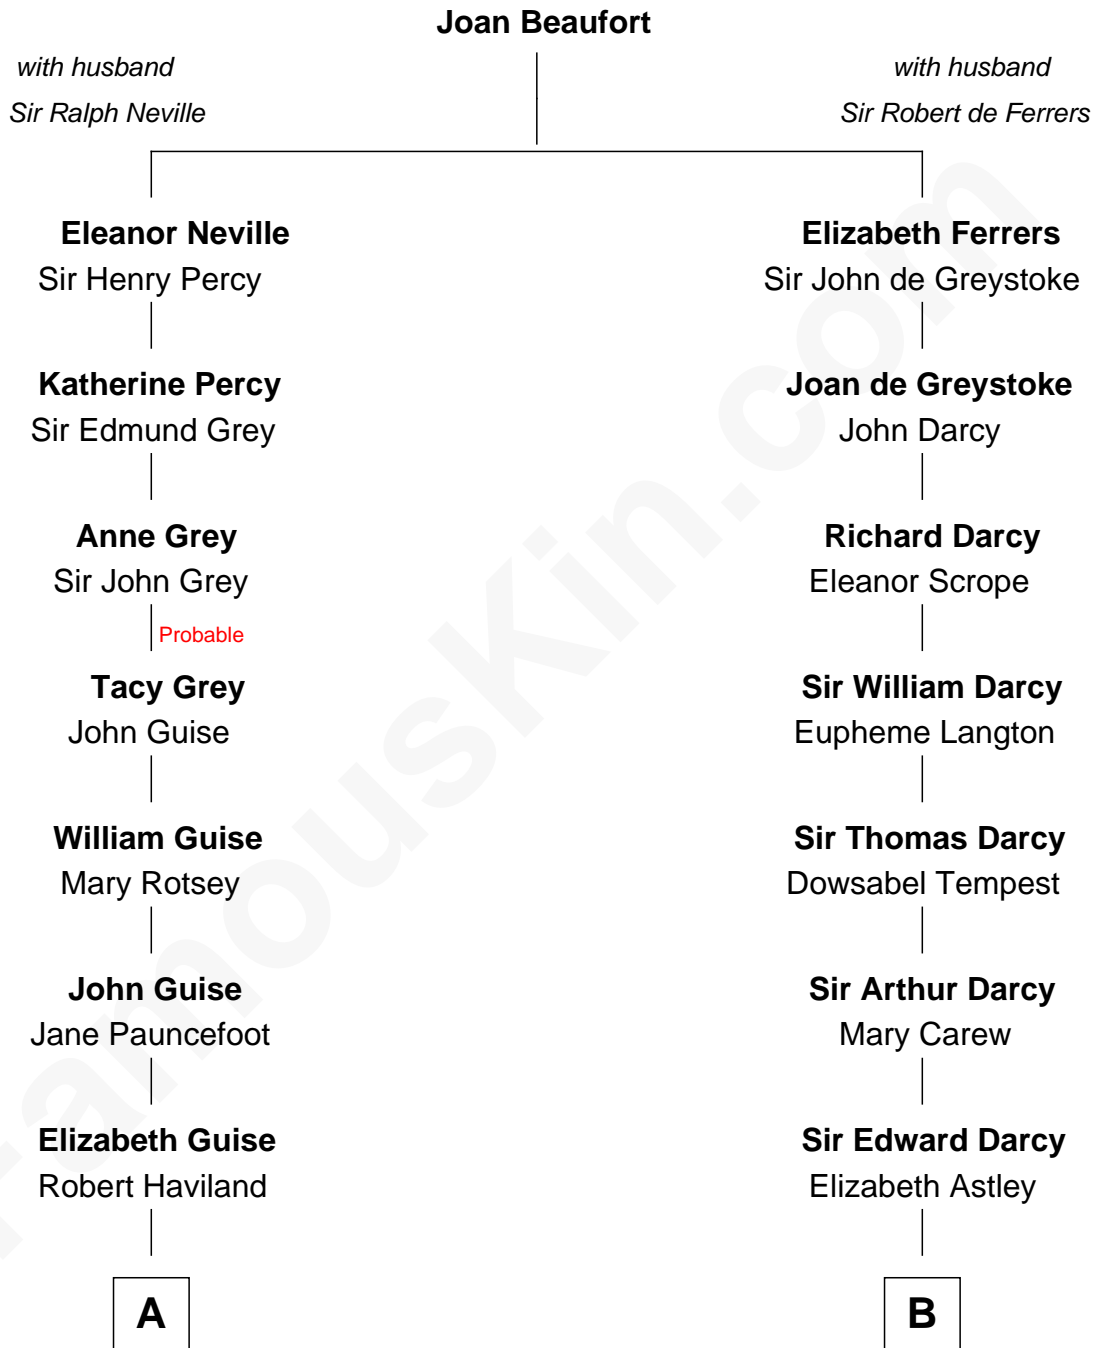 Joan Beaufort
with husband
Sir Ralph Neville
with husband
Sir Robert de Ferrers
Eleanor Neville
Sir Henry Percy
Elizabeth Ferrers
Sir John de Greystoke
Katherine Percy
Sir Edmund Grey
Joan de Greystoke
John Darcy
Anne Grey
Sir John Grey
Richard Darcy
Eleanor Scrope
Probable
Tacy Grey
John Guise
Sir William Darcy
Eupheme Langton
William Guise
Mary Rotsey
Sir Thomas Darcy
Dowsabel Tempest
John Guise
Jane Pauncefoot
Sir Arthur Darcy
Mary Carew
Elizabeth Guise
Robert Haviland
Sir Edward Darcy
Elizabeth Astley
A
B
FamousKin.com